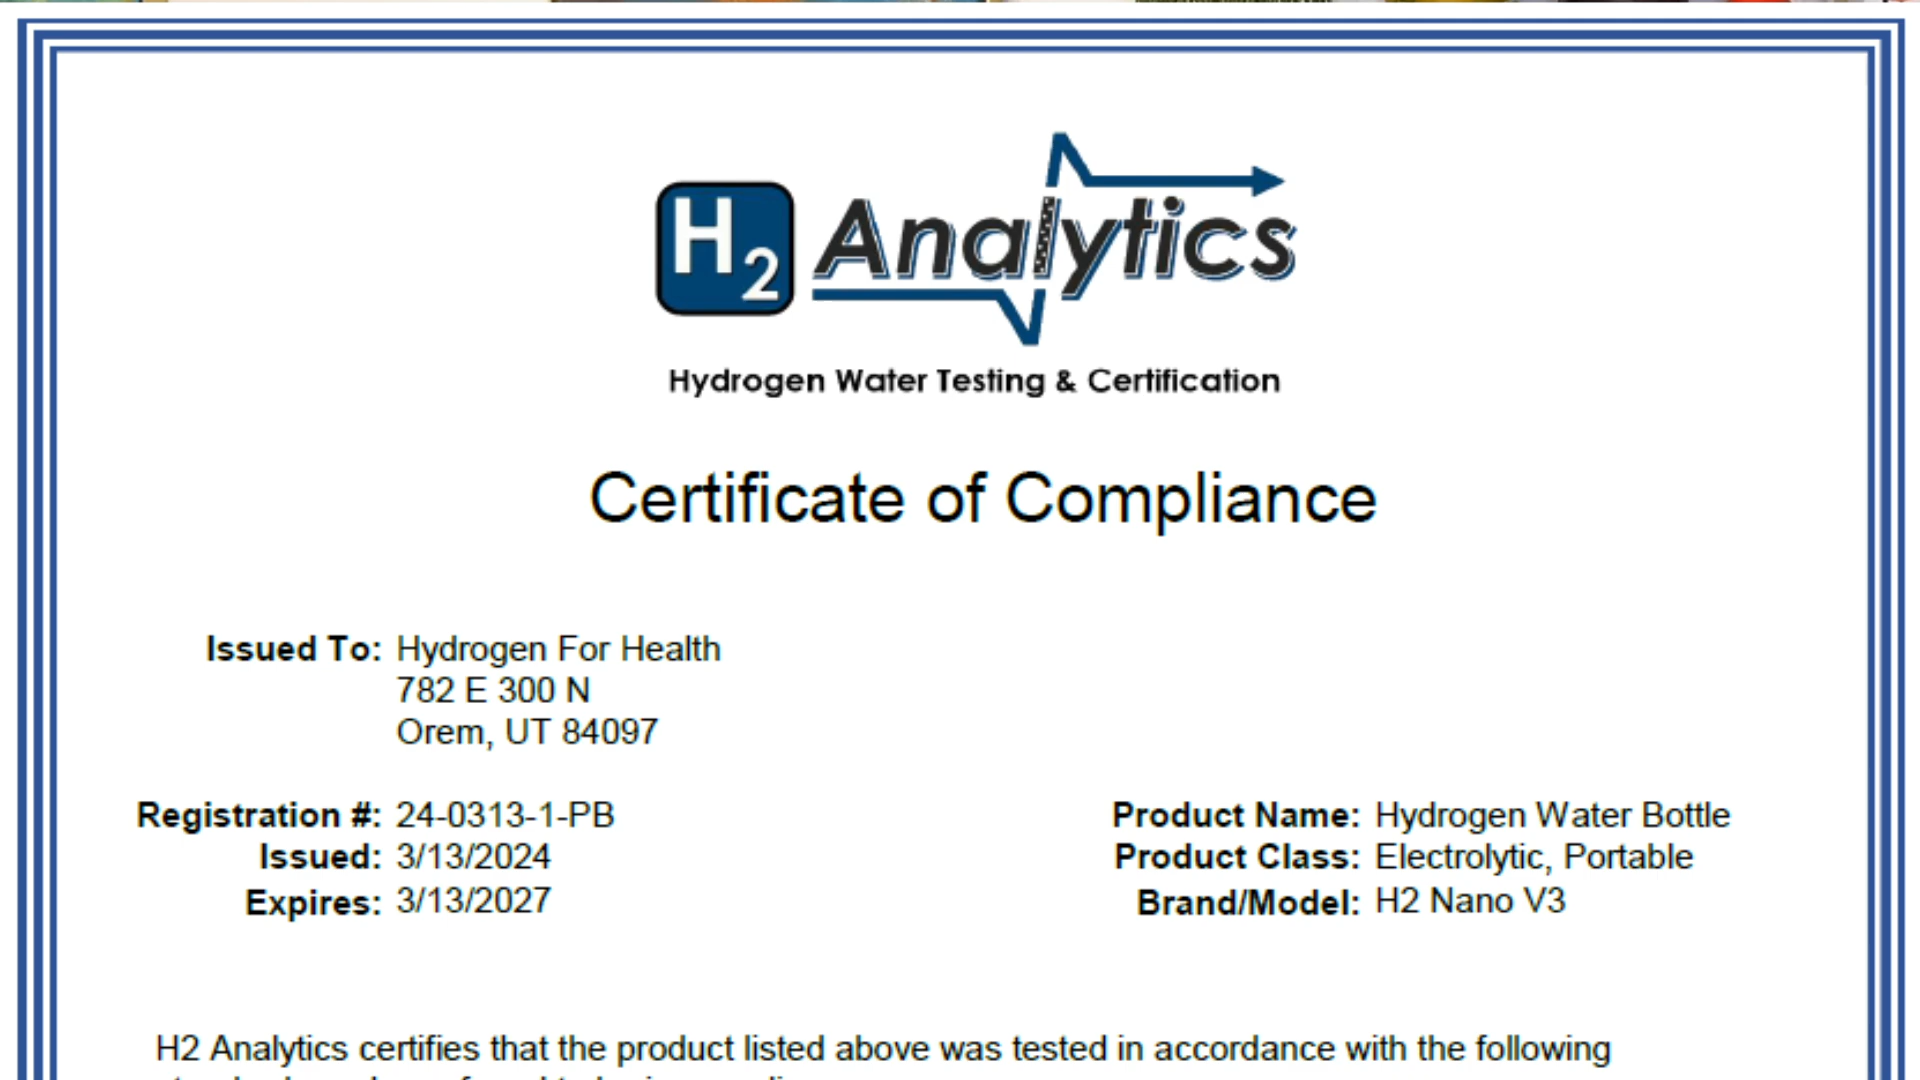 H2 Analytics
Hydrogen Water Testing & Certification
Certificate of Compliance
Issued To: Hydrogen For Health
782 E 300 N
Orem, UT 84097
Registration #: 24-0313-1-PB
Issued: 3/13/2024
Expires: 3/13/2027
Product Name: Hydrogen Water Bottle
Product Class: Electrolytic, Portable
Brand/Model: H2 Nano V3
H2 Analytics certifies that the product listed above was tested in accordance with the following